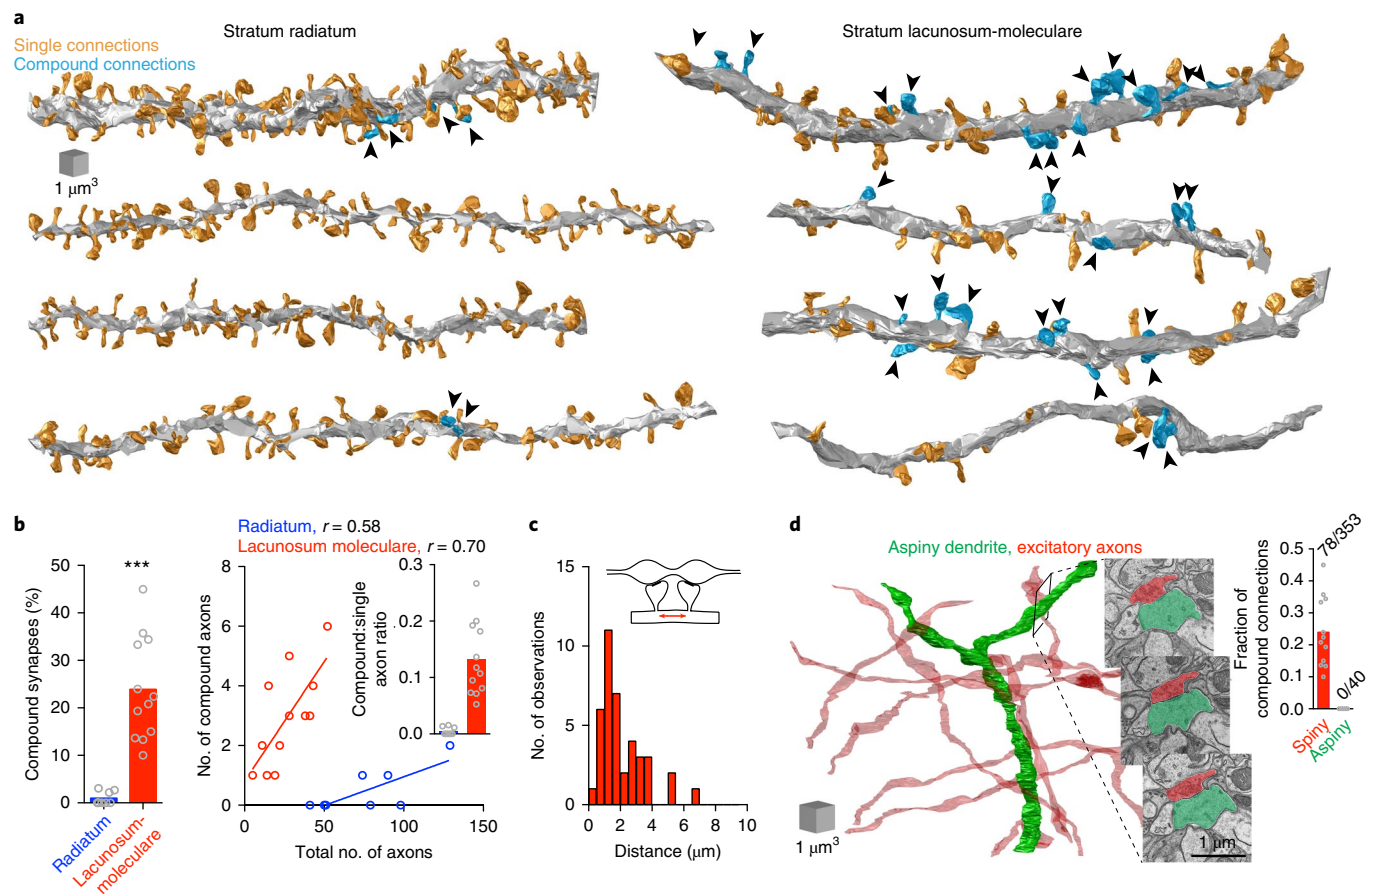 a
Stratum radiatum
Stratum lacunosum-moleculare
Single connections
Compound connections
1 μm³
b
Compound synapses (%)
50
40
30
20
10
0
***
Radiatum
Lacunosum-
moleculare
Radiatum, r = 0.58
Lacunosum moleculare, r = 0.70
No. of compound axons
8
6
4
2
0
0
50
100
150
Total no. of axons
Compound:single
axon ratio
0.3
0.2
0.1
0.0
c
No. of observations
15
10
5
0
0
2
4
6
8
10
Distance (μm)
d
Aspiny dendrite, excitatory axons
1 μm³
1 μm
Fraction of
compound connections
0.5
0.4
0.3
0.2
0.1
0.0
78/353
0/40
Spiny
Aspiny